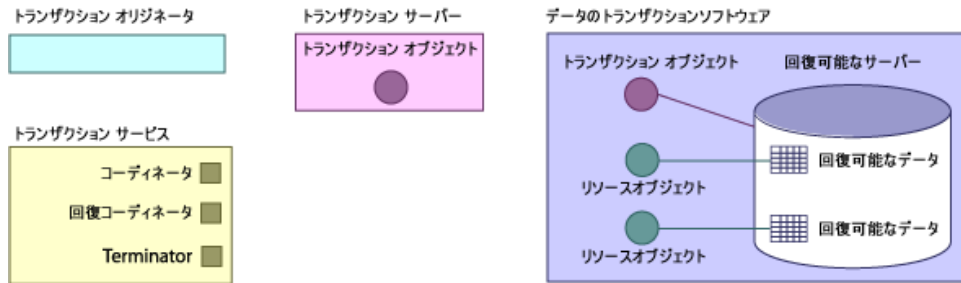 トランザクション オリジネータ
トランザクション サーバー
トランザクション オブジェクト
データのトランザクションソフトウェア
トランザクション オブジェクト
回復可能なサーバー
回復可能なデータ
リソースオブジェクト
回復可能なデータ
リソースオブジェクト
トランザクション サービス
コーディネータ
回復コーディネータ
Terminator